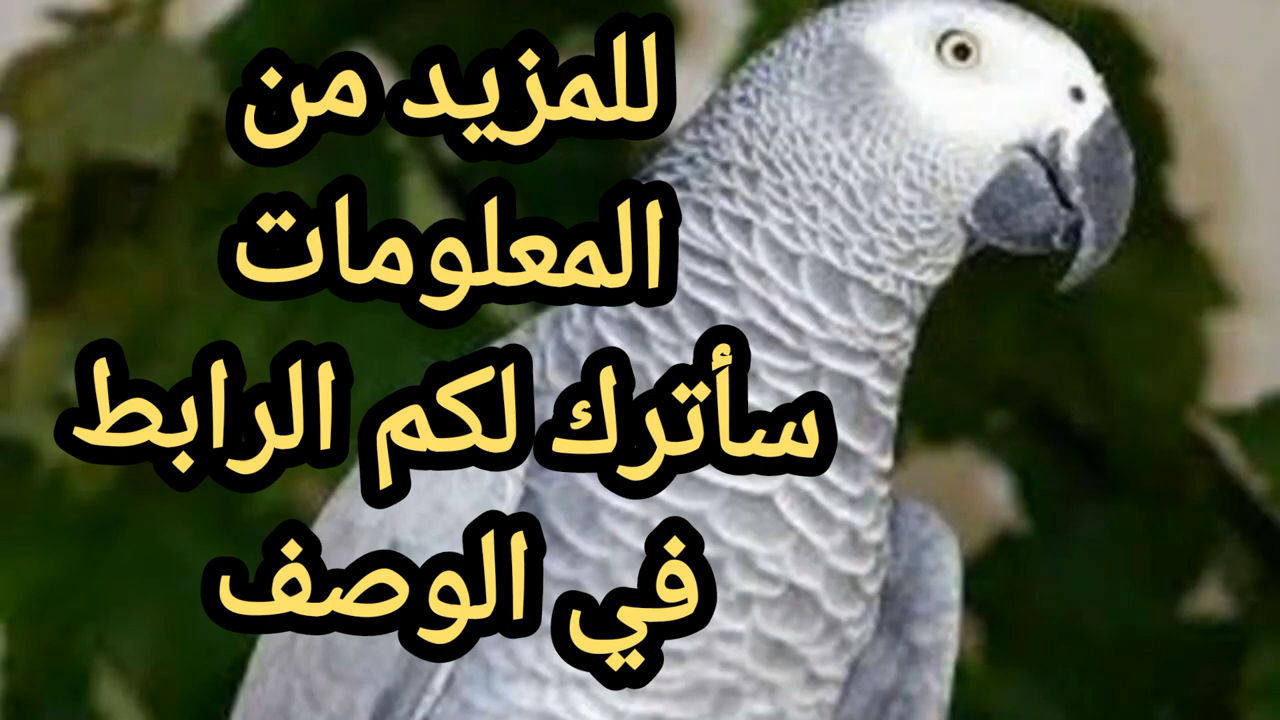 للمزيد من
المعلومات
سأترك لكم الرابط
في الوصف